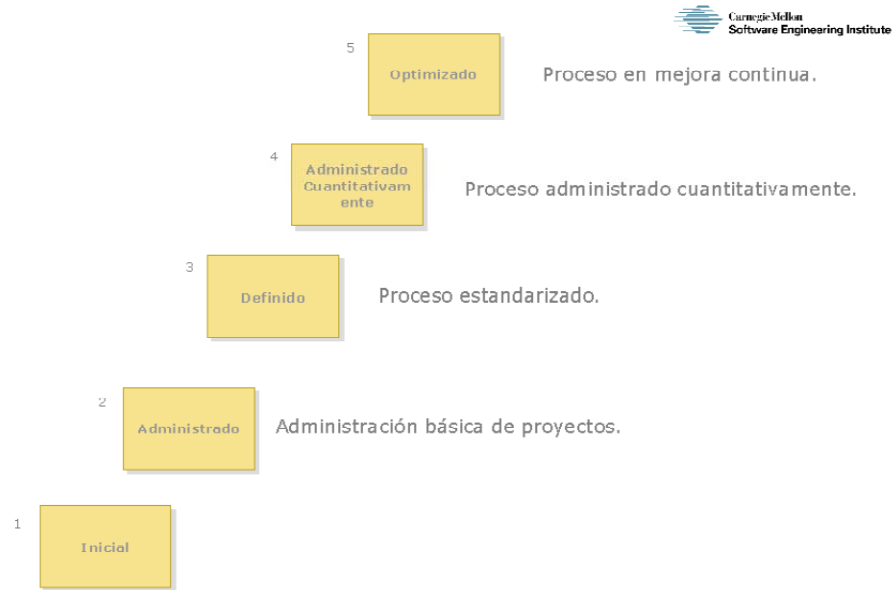 Carnegie Mellon
Software Engineering Institute
5
Optimizado
Proceso en mejora continua.
4
Administrado
Cuantitativam
ente
Proceso administrado cuantitativamente.
3
Definido
Proceso estandarizado.
2
Administrado
Administración básica de proyectos.
1
Inicial